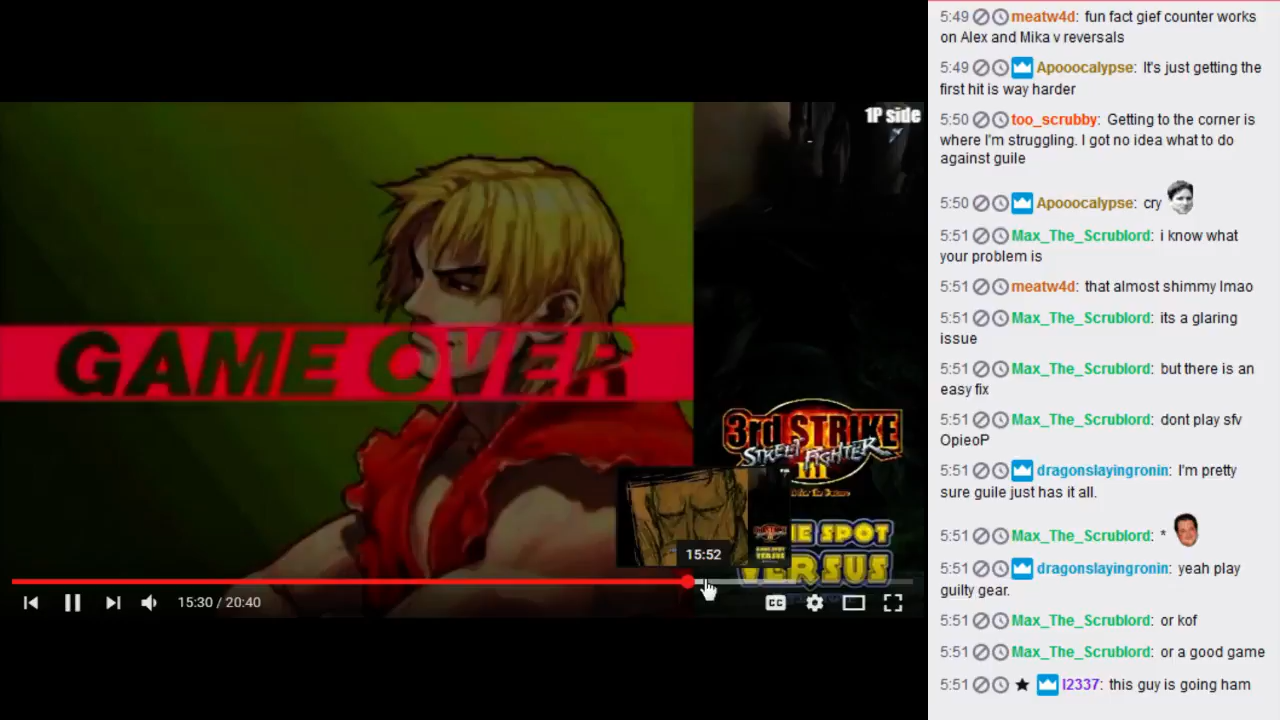 1P side
GAME OVER
3rd STRIKE
STREET FIGHTER
III
15:52
VERSUS
15:30 / 20:40
CC
5:49 meatw4d: fun fact gief counter works
on Alex and Mika v reversals
5:49 Apooocalypse: It's just getting the
first hit is way harder
5:50 too_scrubby: Getting to the corner is
where I'm struggling. I got no idea what to do
against guile
5:50 Apooocalypse: cry
5:51 Max_The_Scrublord: i know what
your problem is
5:51 meatw4d: that almost shimmy lmao
5:51 Max_The_Scrublord: its a glaring
issue
5:51 Max_The_Scrublord: but there is an
easy fix
5:51 Max_The_Scrublord: dont play sfv
OpieoP
5:51 dragonslayingronin: I'm pretty
sure guile just has it all.
5:51 Max_The_Scrublord: *
5:51 dragonslayingronin: yeah play
guilty gear.
5:51 Max_The_Scrublord: or kof
5:51 Max_The_Scrublord: or a good game
5:51 l2337: this guy is going ham